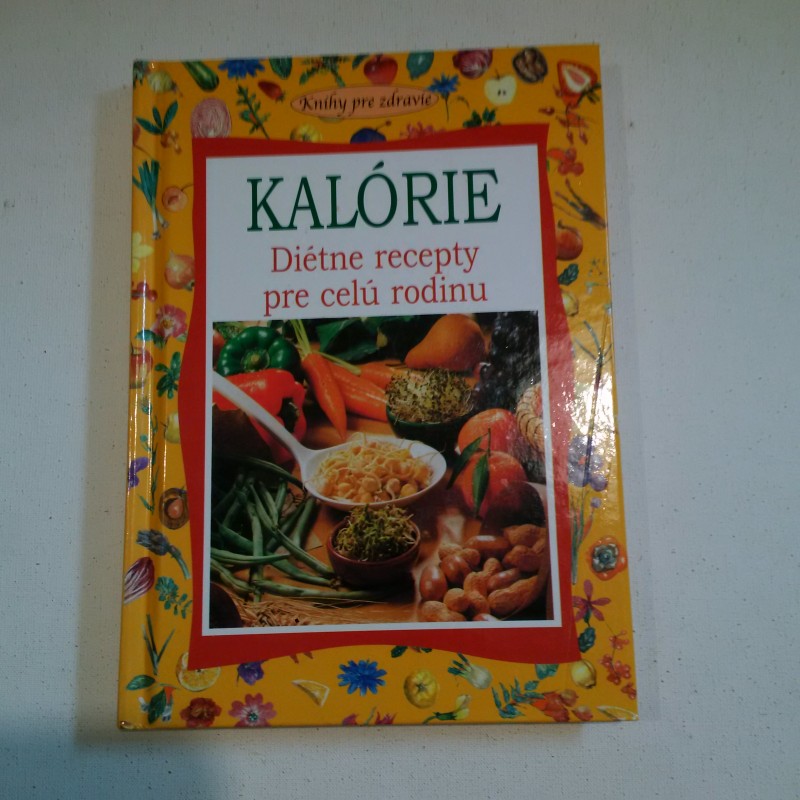 Knihy pre zdravie
KALÓRIE
Diétne recepty
pre celú rodinu